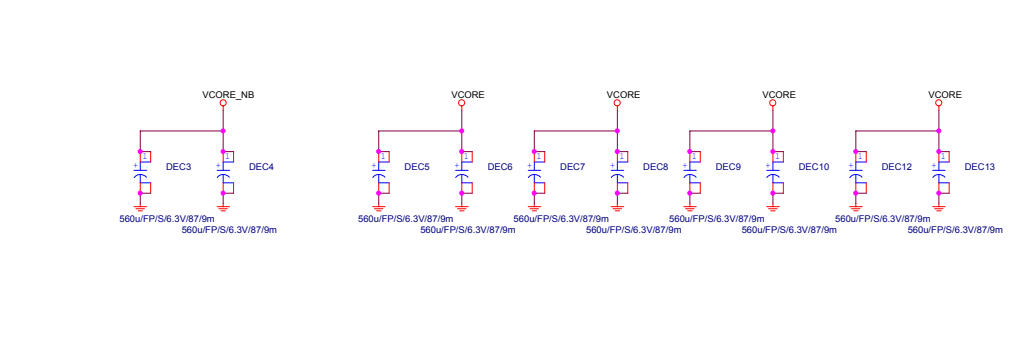 VCORE_NB
VCORE
VCORE
VCORE
VCORE
1
1
1
1
1
1
1
1
1
1
+
+
+
+
+
+
+
+
+
+
DEC3
DEC4
DEC5
DEC6
DEC7
DEC8
DEC9
DEC10
DEC12
DEC13
560u/FP/S/6.3V/87/9m
560u/FP/S/6.3V/87/9m
560u/FP/S/6.3V/87/9m
560u/FP/S/6.3V/87/9m
560u/FP/S/6.3V/87/9m
560u/FP/S/6.3V/87/9m
560u/FP/S/6.3V/87/9m
560u/FP/S/6.3V/87/9m
560u/FP/S/6.3V/87/9m
560u/FP/S/6.3V/87/9m